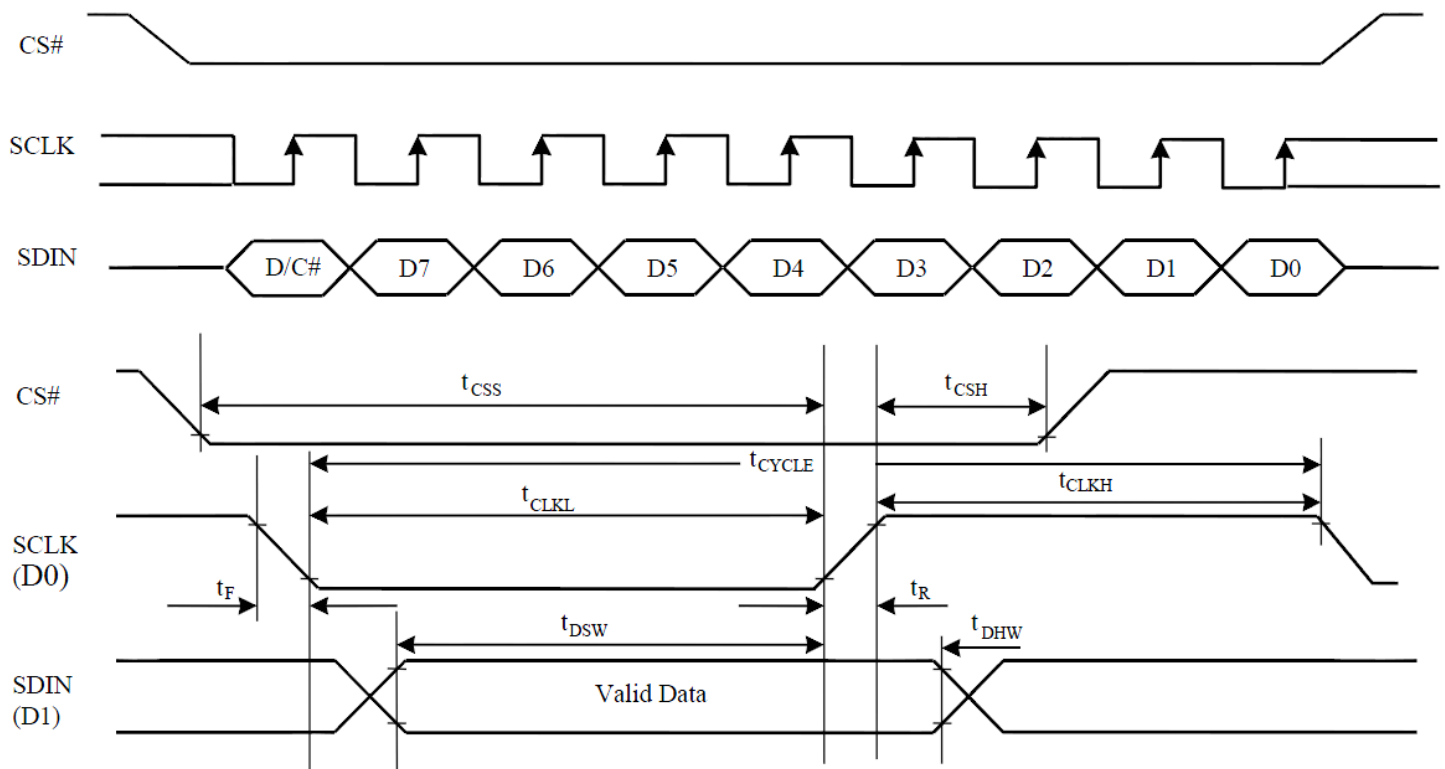 CS#
SCLK
SDIN
D/C# D7 D6 D5 D4 D3 D2 D1 D0
CS#
tCSS tCSH
tCYCLE
tCLKL tCLKH
SCLK
(D0)
tF tR
tDSW tDHW
SDIN
(D1)
Valid Data